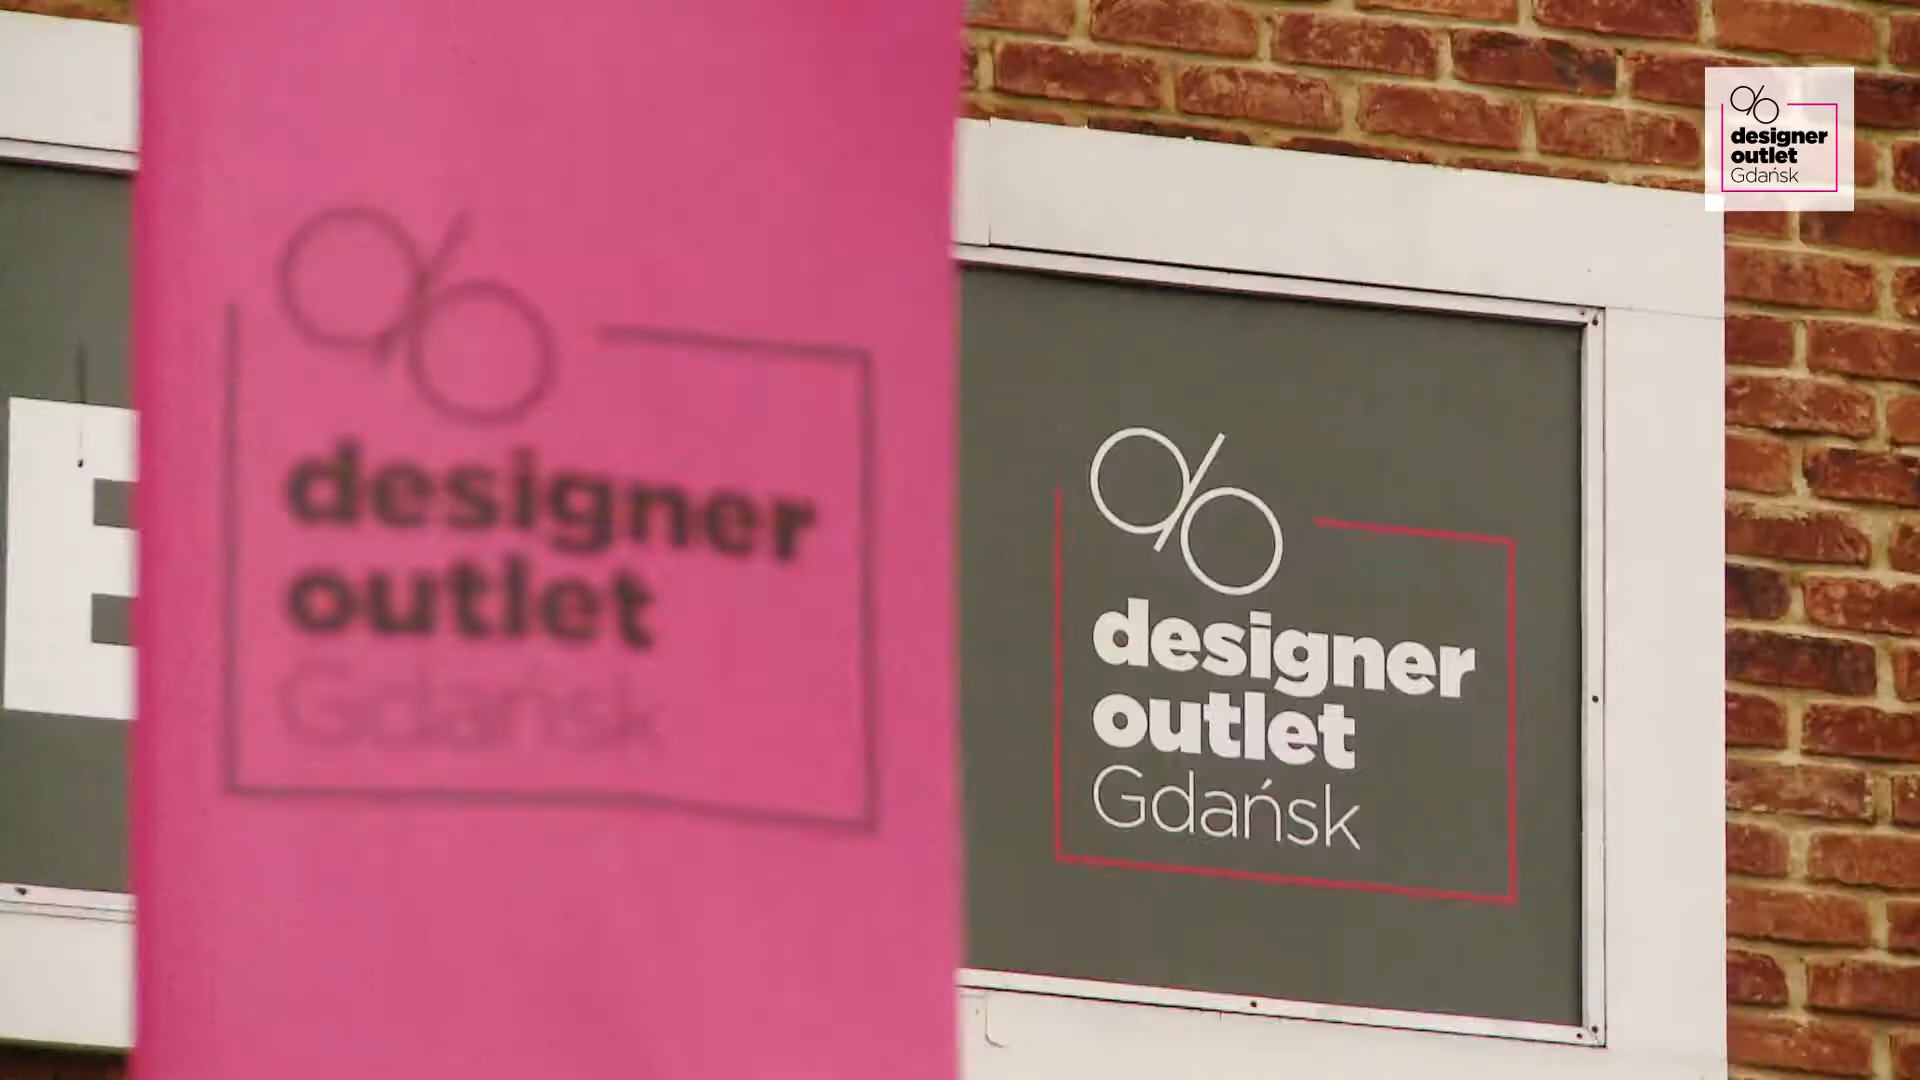 %
designer
outlet
Gdańsk
%
designer
outlet
Gdańsk
%
designer
outlet
Gdańsk
E